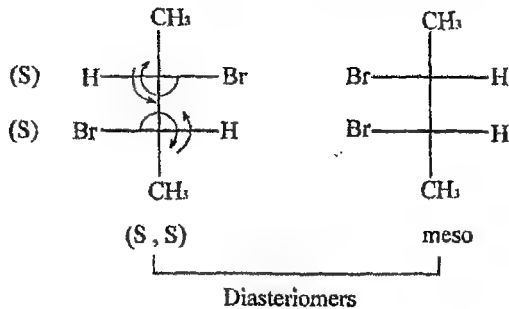 CH₃ CH₃
(S) H Br Br H
(S) Br H Br H
CH₃ CH₃
(S , S) meso
Diasteriomers